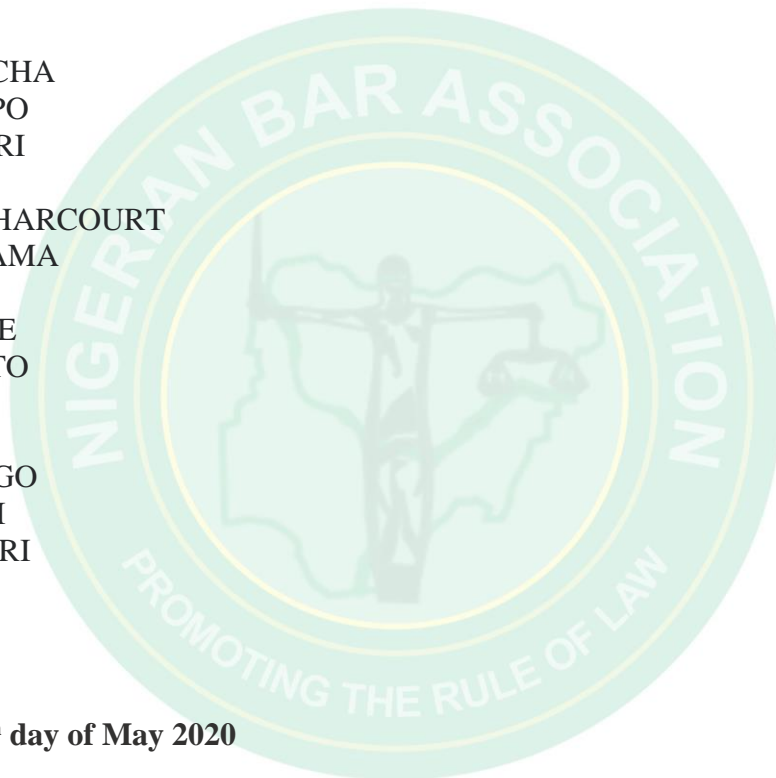 CHA
PO
RI
HARCOURT
AMA
E
TO
GO
I
RI
day of May 2020
NIGERIAN BAR ASSOCIATION
PROMOTING THE RULE OF LAW